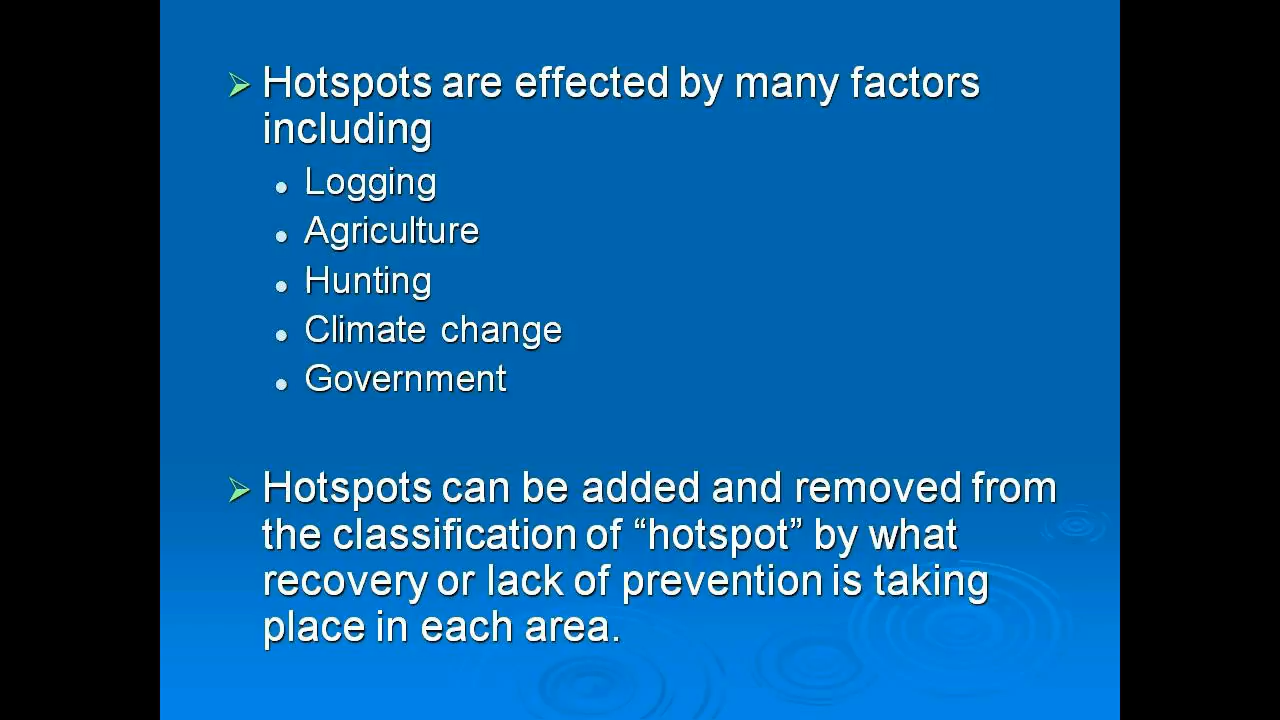 Hotspots are effected by many factors
including
Logging
Agriculture
Hunting
Climate change
Government
Hotspots can be added and removed from
the classification of “hotspot” by what
recovery or lack of prevention is taking
place in each area.